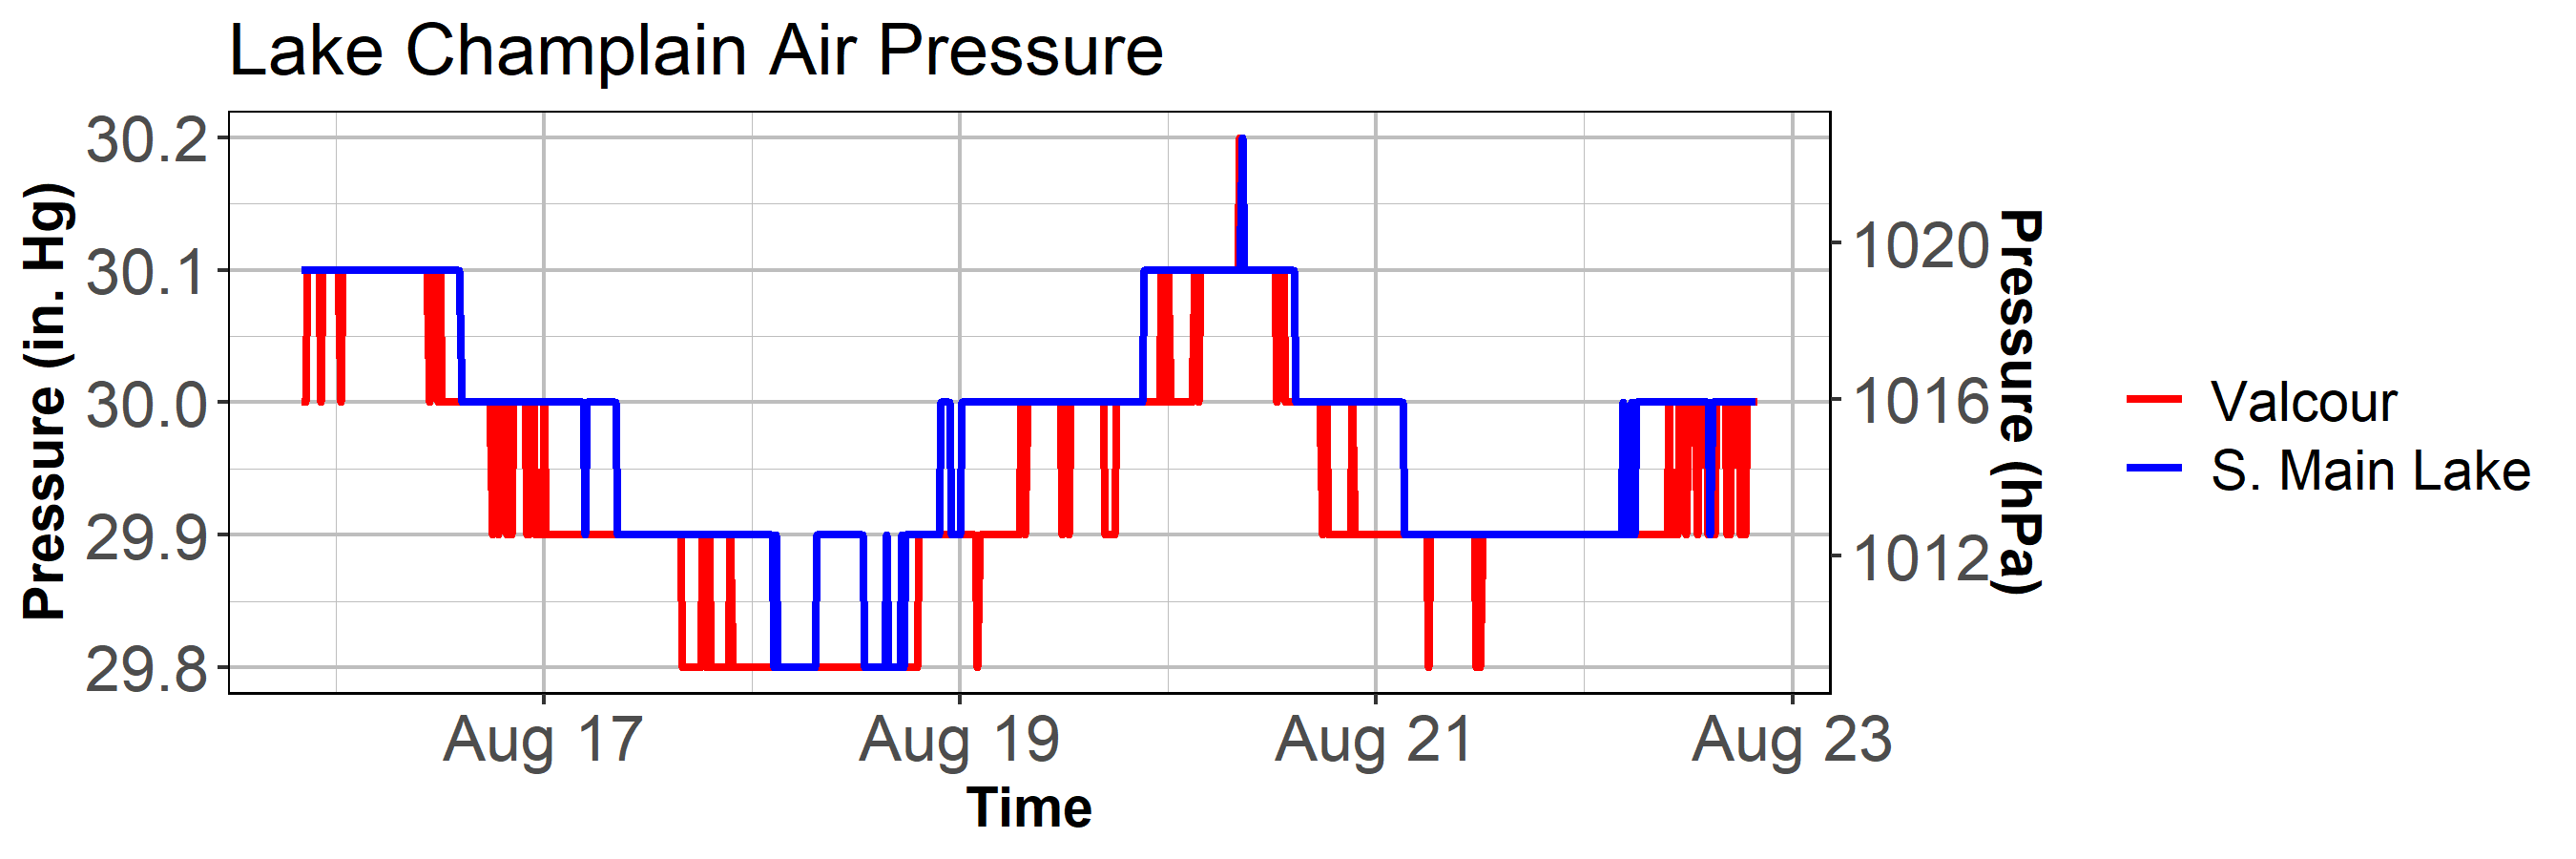 Lake Champlain Air Pressure
Pressure (in. Hg)
30.2
30.1
30.0
29.9
29.8
1020
1016
1012
Pressure (hPa)
Aug 17
Aug 19
Aug 21
Aug 23
Time
Valcour
S. Main Lake